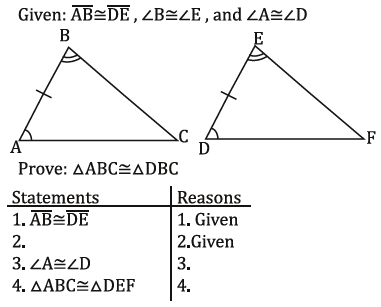 Given: AB≅DE , ∠B≅∠E , and ∠A≅∠D
B
E
A
C
D
F
Prove: △ABC≅△DBC
Statements Reasons
1. AB≅DE 1. Given
2. 2.Given
3. ∠A≅∠D 3.
4. △ABC≅△DEF 4.